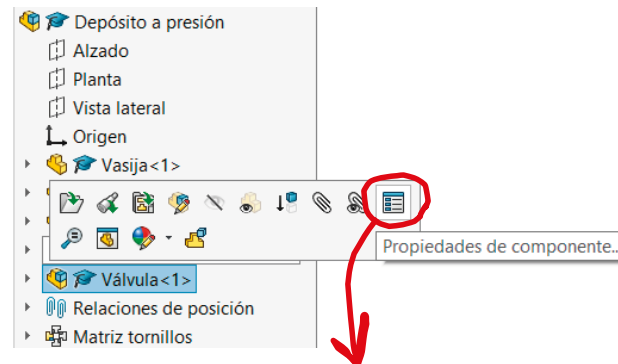 Depósito a presión
Alzado
Planta
Vista lateral
Origen
Vasija<1>
Propiedades de componente...
Válvula<1>
Relaciones de posición
Matriz tornillos